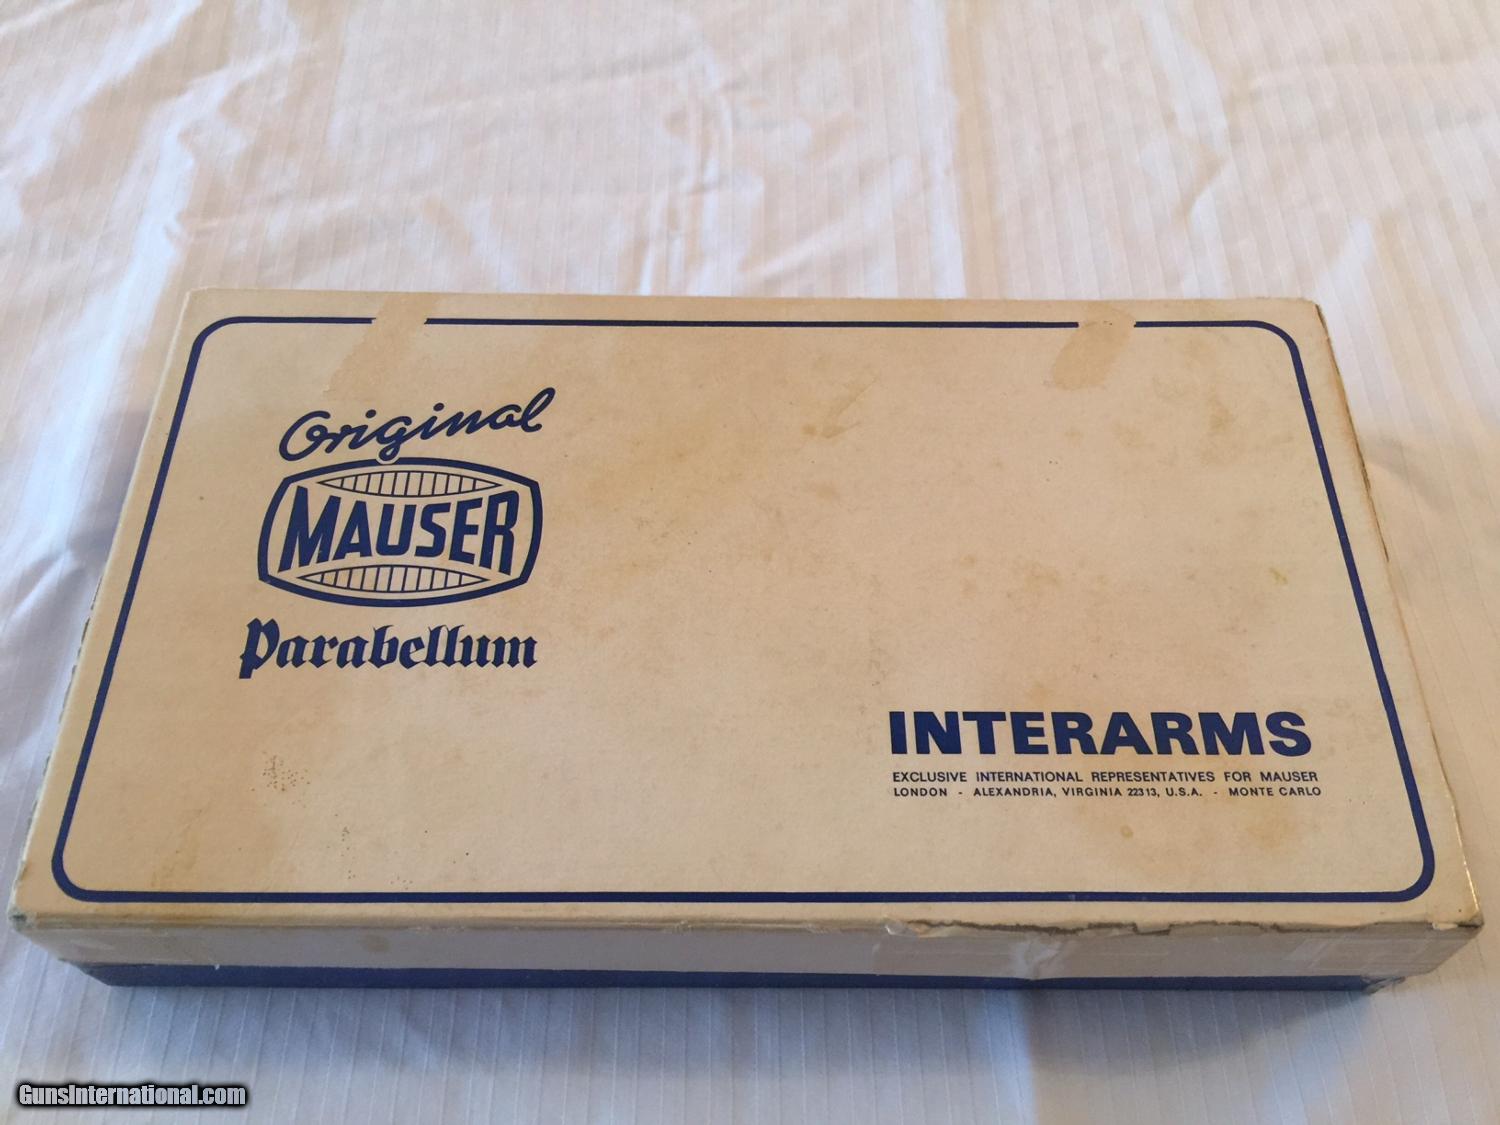 Original
MAUSER
Parabellum
INTERARMS
EXCLUSIVE INTERNATIONAL REPRESENTATIVES FOR MAUSER
LONDON - ALEXANDRIA, VIRGINIA 22313, U.S.A. - MONTE CARLO
GunsInternational.com